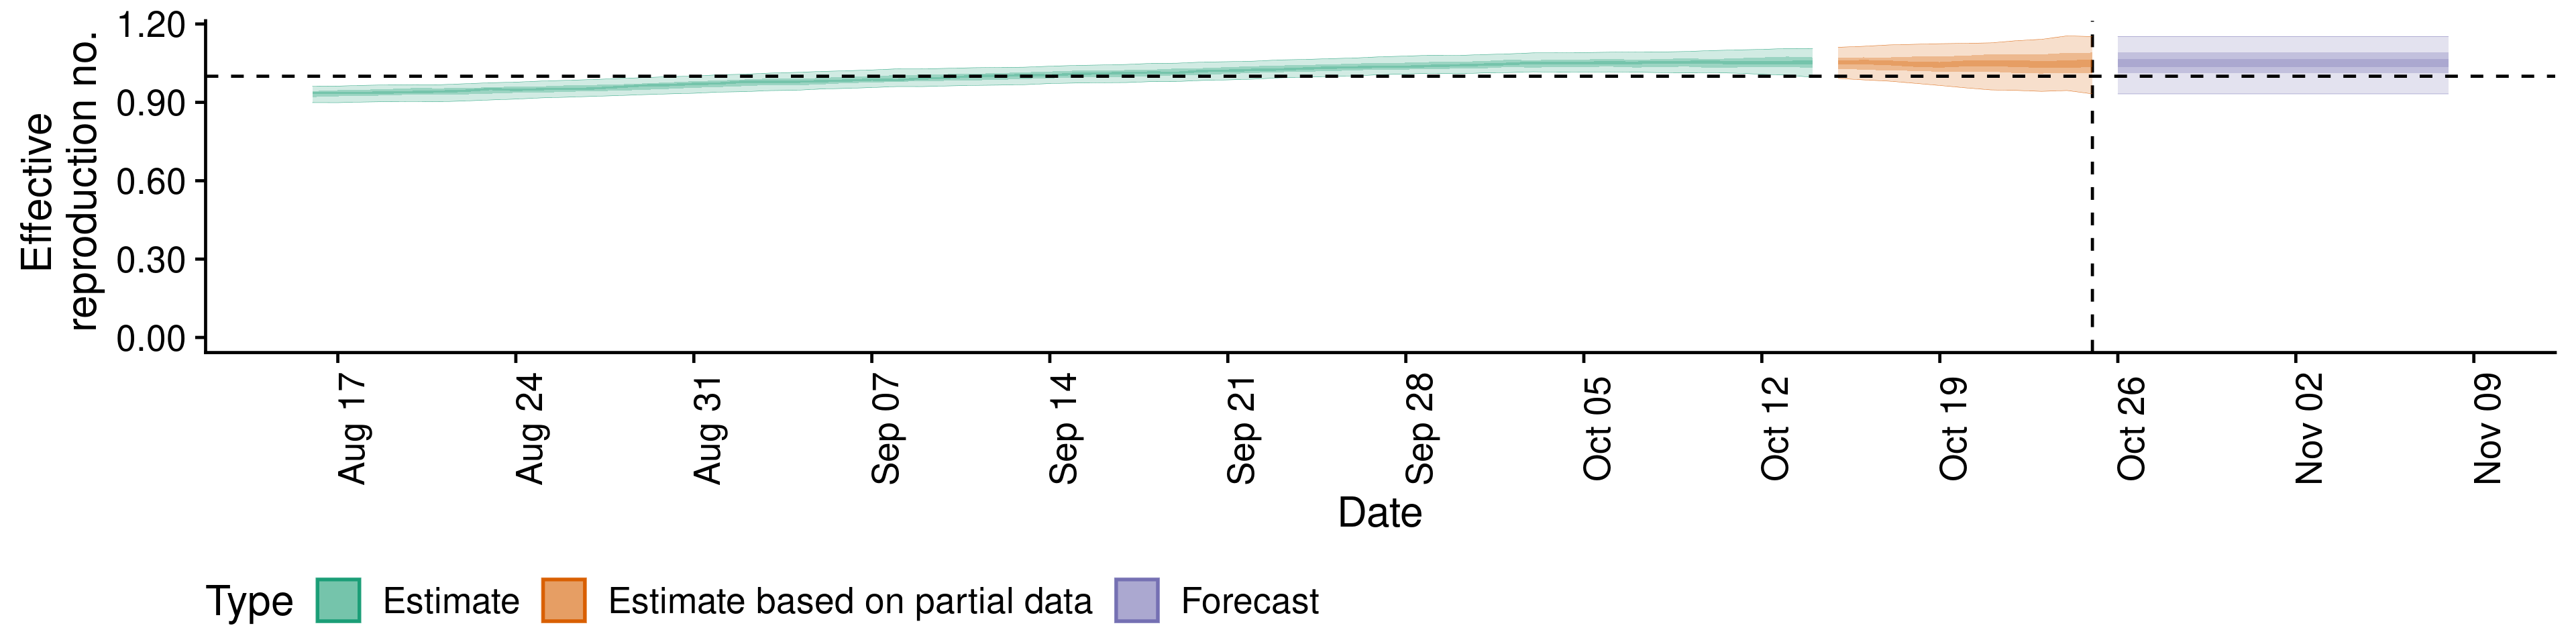 Effective
reproduction no.
1.20
0.90
0.60
0.30
0.00
Aug 17
Aug 24
Aug 31
Sep 07
Sep 14
Sep 21
Sep 28
Oct 05
Oct 12
Oct 19
Oct 26
Nov 02
Nov 09
Date
Type Estimate Estimate based on partial data Forecast